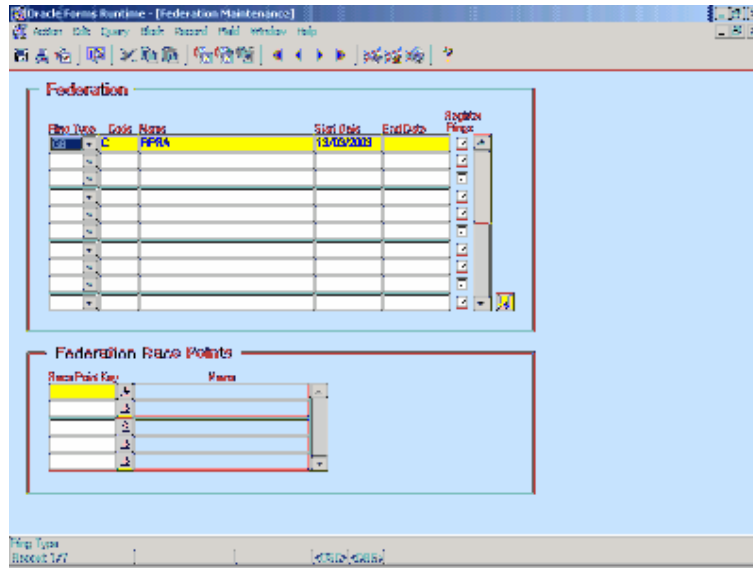 Oracle Forms Runtime - [Federation Maintenance]
Action Edit Query Block Record Field Window Help
Federation
Register
Ring Type Code Name Start Date End Date Rings
GB C RPRA 13/03/2003
Federation Race Points
Race Point Key Name
Ring Type
Record: 1/?